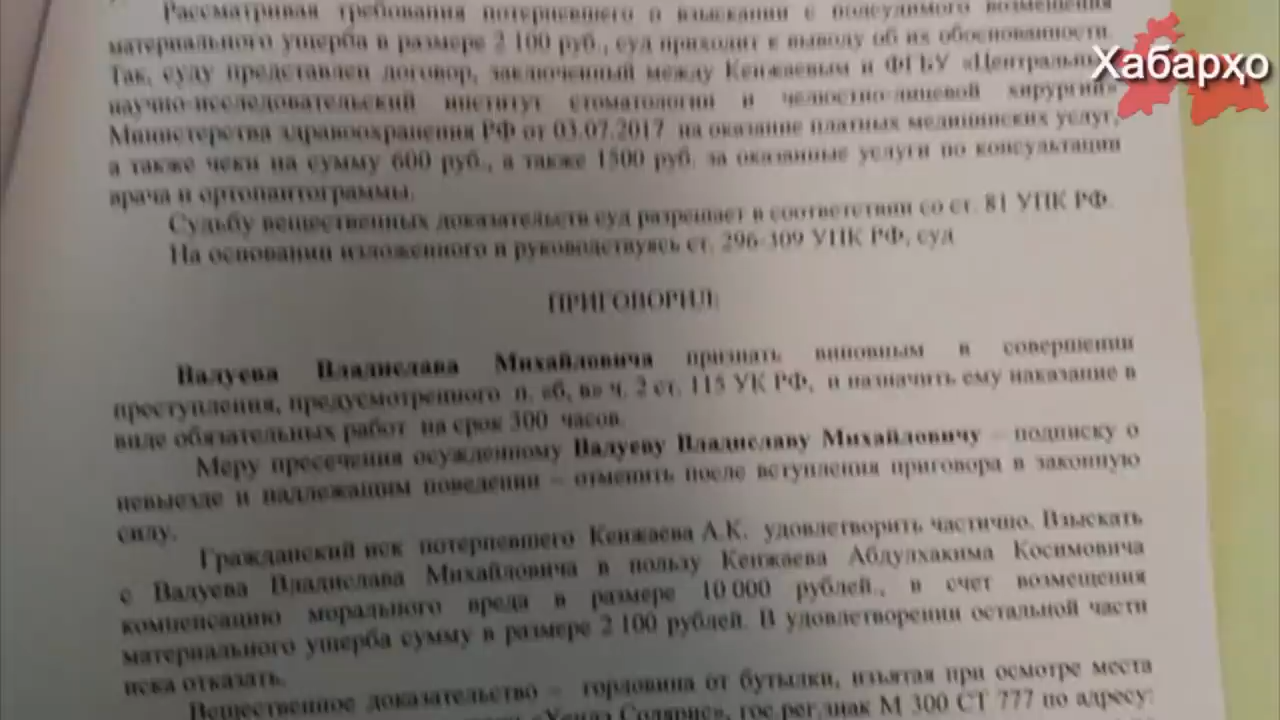 Рассматривая требования потерпевшего о взыскании с подсудимого возмещения
материального ущерба в размере 2 100 руб., суд приходит к выводу об их обоснованности.
Хабарҳо
Так, суду представлен договор, заключенный между Кенжаевым и ФГБУ «Центральный
научно-исследовательский институт стоматологии и челюстно-лицевой хирургии»
Министерства здравоохранения РФ от 03.07.2017 на оказание платных медицинских услуг,
а также чеки на сумму 600 руб., а также 1500 руб. за оказанные услуги по консультации
врача и ортопантограммы.
Судьбу вещественных доказательств суд разрешает в соответствии со ст. 81 УПК РФ.
На основании изложенного и руководствуясь ст. 296-309 УПК РФ, суд
ПРИГОВОРИЛ:
Валуева Владислава Михайловича признать виновным в совершении
преступления, предусмотренного п. «б, в» ч. 2 ст. 115 УК РФ, и назначить ему наказание в
виде обязательных работ на срок 300 часов.
Меру пресечения осужденному Валуеву Владиславу Михайловичу – подписку о
невыезде и надлежащим поведении – отменить после вступления приговора в законную
силу.
Гражданский иск потерпевшего Кенжаева А.К. удовлетворить частично. Взыскать
с Валуева Владислава Михайловича в пользу Кенжаева Абдулхакима Косимовича
компенсацию морального вреда в размере 10 000 рублей., в счет возмещения
материального ущерба сумму в размере 2 100 рублей. В удовлетворении остальной части
иска отказать.
Вещественное доказательство – горловина от бутылки, изъятая при осмотре места
«Хенда Солярис», гос.рег.знак М 300 СТ 777 по адресу: